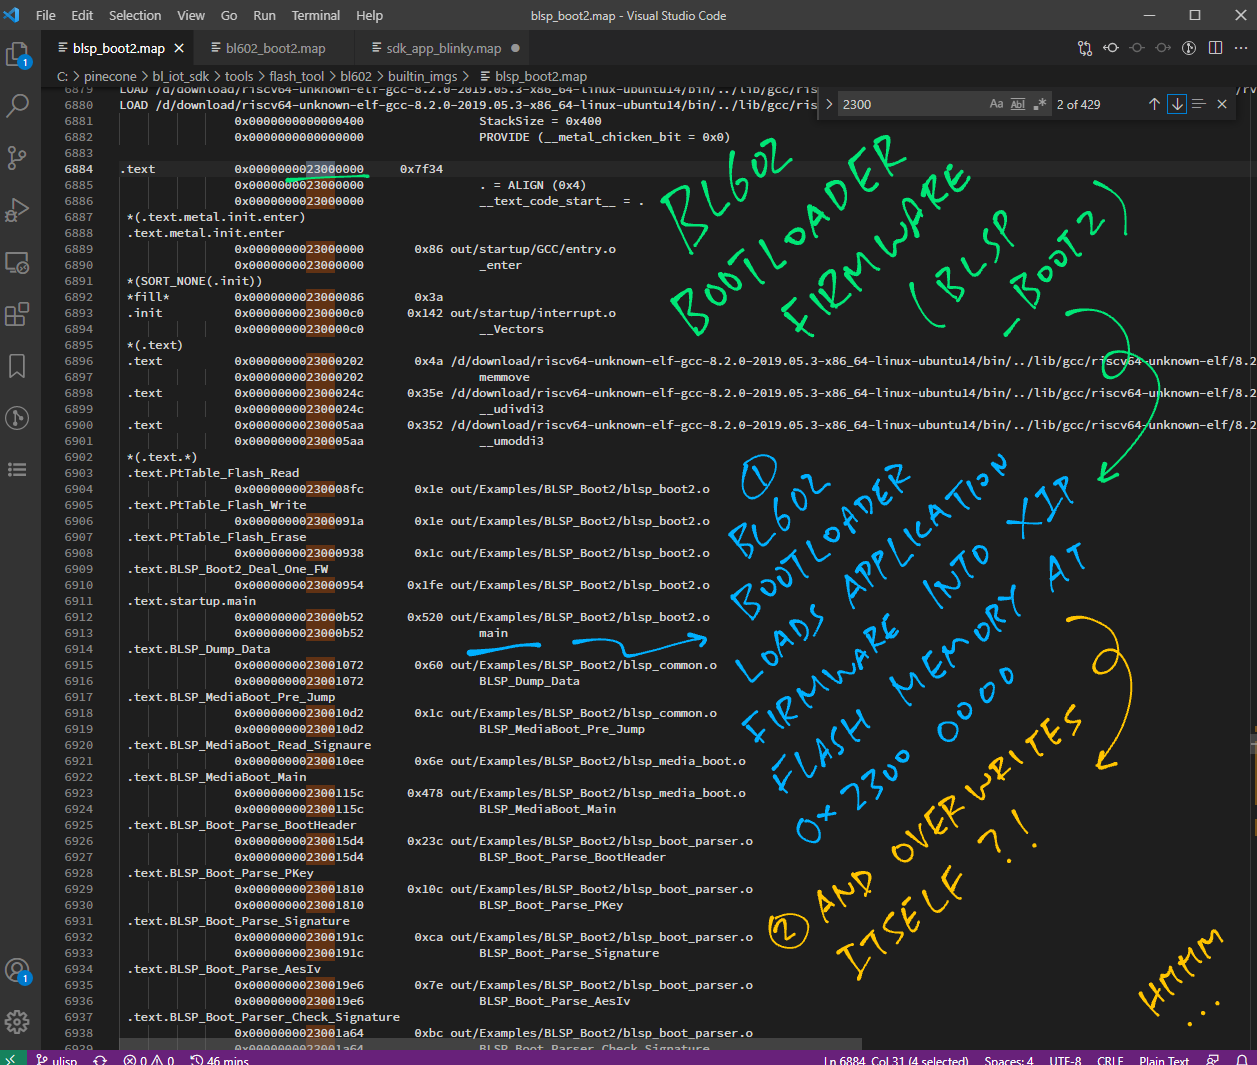 File Edit Selection View Go Run Terminal Help blsp_boot2.map - Visual Studio Code
blsp_boot2.map bl602_boot2.map sdk_app_blinky.map
C: > pinecone > bl_iot_sdk > tools > flash_tool > bl602 > builtin_imgs > blsp_boot2.map
2300 Aa Abl .* 2 of 429
6880 LOAD /d/download/riscv64-unknown-elf-gcc-8.2.0-2019.05.3-x86_64-linux-ubuntu14/bin/../lib/gcc/ris
6881 0x0000000000000400 StackSize = 0x400
6882 0x0000000000000000 PROVIDE (__metal_chicken_bit = 0x0)
6883
6884 .text 0x0000000023000000 0x7f34
6885 0x0000000023000000 . = ALIGN (0x4)
6886 0x0000000023000000 __text_code_start__ = .
6887 *(.text.metal.init.enter)
6888 .text.metal.init.enter
6889 0x0000000023000000 0x86 out/startup/GCC/entry.o
6890 0x0000000023000000 _enter
6891 *(SORT_NONE(.init))
6892 *fill* 0x0000000023000086 0x3a
6893 .init 0x00000000230000c0 0x142 out/startup/interrupt.o
6894 0x00000000230000c0 __Vectors
6895 *(.text)
6896 .text 0x0000000023000202 0x4a /d/download/riscv64-unknown-elf-gcc-8.2.0-2019.05.3-x86_64-linux-ubuntu14/bin/../lib/gcc/riscv64-unknown-elf/8.2
6897 0x0000000023000202 memmove
6898 .text 0x000000002300024c 0x35e /d/download/riscv64-unknown-elf-gcc-8.2.0-2019.05.3-x86_64-linux-ubuntu14/bin/../lib/gcc/riscv64-unknown-elf/8.2
6899 0x000000002300024c __udivdi3
6900 .text 0x00000000230005aa 0x352 /d/download/riscv64-unknown-elf-gcc-8.2.0-2019.05.3-x86_64-linux-ubuntu14/bin/../lib/gcc/riscv64-unknown-elf/8.2
6901 0x00000000230005aa __umoddi3
6902 *(.text.*)
6903 .text.PtTable_Flash_Read
6904 0x00000000230008fc 0x1e out/Examples/BLSP_Boot2/blsp_boot2.o
6905 .text.PtTable_Flash_Write
6906 0x000000002300091a 0x1e out/Examples/BLSP_Boot2/blsp_boot2.o
6907 .text.PtTable_Flash_Erase
6908 0x0000000023000938 0x1c out/Examples/BLSP_Boot2/blsp_boot2.o
6909 .text.BLSP_Boot2_Deal_One_FW
6910 0x0000000023000954 0x1fe out/Examples/BLSP_Boot2/blsp_boot2.o
6911 .text.startup.main
6912 0x0000000023000b52 0x520 out/Examples/BLSP_Boot2/blsp_boot2.o
6913 0x0000000023000b52 main
6914 .text.BLSP_Dump_Data
6915 0x0000000023001072 0x60 out/Examples/BLSP_Boot2/blsp_common.o
6916 0x0000000023001072 BLSP_Dump_Data
6917 .text.BLSP_MediaBoot_Pre_Jump
6918 0x00000000230010d2 0x1c out/Examples/BLSP_Boot2/blsp_common.o
6919 0x00000000230010d2 BLSP_MediaBoot_Pre_Jump
6920 .text.BLSP_MediaBoot_Read_Signaure
6921 0x00000000230010ee 0x6e out/Examples/BLSP_Boot2/blsp_media_boot.o
6922 .text.BLSP_MediaBoot_Main
6923 0x000000002300115c 0x478 out/Examples/BLSP_Boot2/blsp_media_boot.o
6924 0x000000002300115c BLSP_MediaBoot_Main
6925 .text.BLSP_Boot_Parse_BootHeader
6926 0x00000000230015d4 0x23c out/Examples/BLSP_Boot2/blsp_boot_parser.o
6927 0x00000000230015d4 BLSP_Boot_Parse_BootHeader
6928 .text.BLSP_Boot_Parse_PKey
6929 0x0000000023001810 0x10c out/Examples/BLSP_Boot2/blsp_boot_parser.o
6930 0x0000000023001810 BLSP_Boot_Parse_PKey
6931 .text.BLSP_Boot_Parse_Signature
6932 0x000000002300191c 0xca out/Examples/BLSP_Boot2/blsp_boot_parser.o
6933 0x000000002300191c BLSP_Boot_Parse_Signature
6934 .text.BLSP_Boot_Parse_AesIv
6935 0x00000000230019e6 0x7e out/Examples/BLSP_Boot2/blsp_boot_parser.o
6936 0x00000000230019e6 BLSP_Boot_Parse_AesIv
6937 .text.BLSP_Boot_Parser_Check_Signature
6938 0x0000000023001a64 0xbc out/Examples/BLSP_Boot2/blsp_boot_parser.o
6939 0x0000000023001a64 BLSP_Boot_Parser_Check_Signature
BL602
BOOTLOADER
FIRMWARE
(BLSP
_BOOT2)
1
BL602
BOOTLOADER
LOADS APPLICATION
FIRMWARE INTO XIP
FLASH MEMORY AT
0x2300 0000
2 AND OVERWRITES
ITSELF ?!
HMMM
...
ulisp 0 0 46 mins Ln 6884, Col 31 (4 selected) Spaces: 4 UTF-8 CRLF Plain Text